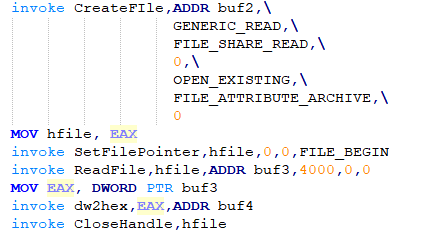 invoke CreateFIle,ADDR buf2,\
GENERIC_READ,\
FILE_SHARE_READ,\
0,\
OPEN_EXISTING,\
FILE_ATTRIBUTE_ARCHIVE,\
0
MOV hfile, EAX
invoke SetFilePointer,hfile,0,0,FILE_BEGIN
invoke ReadFile,hfile,ADDR buf3,4000,0,0
MOV EAX, DWORD PTR buf3
invoke dw2hex,EAX,ADDR buf4
invoke CloseHandle,hfile